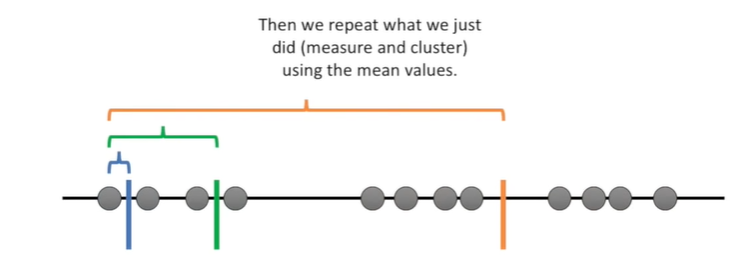 Then we repeat what we just
did (measure and cluster)
using the mean values.